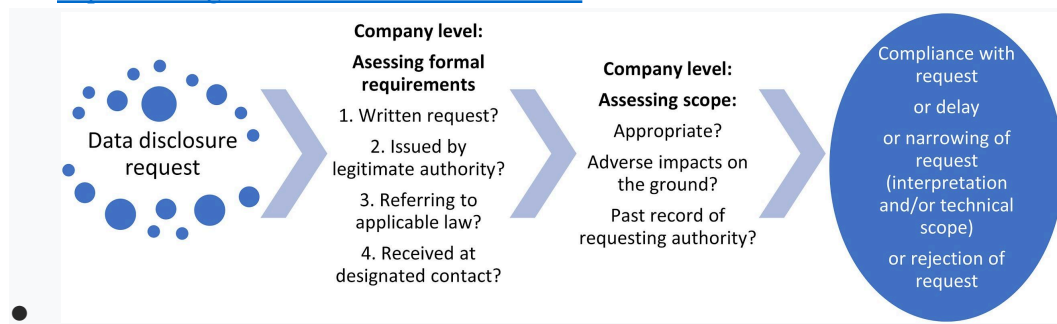 Data disclosure
request
Company level:
Assessing formal
requirements
1. Written request?
2. Issued by
legitimate authority?
3. Referring to
applicable law?
4. Received at
designated contact?
Company level:
Assessing scope:
Appropriate?
Adverse impacts on
the ground?
Past record of
requesting authority?
Compliance with
request
or delay
or narrowing of
request
(interpretation
and/or technical
scope)
or rejection of
request